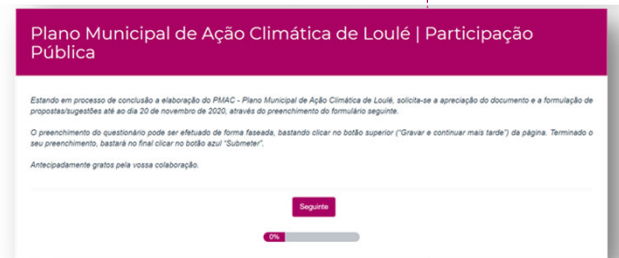 Plano Municipal de Ação Climática de Loulé | Participação
Pública
Estando em processo de conclusão a elaboração do PMAC - Plano Municipal de Ação Climática de Loulé, solicita-se a apreciação do documento e a formulação de
propostas/sugestões até ao dia 20 de novembro de 2020, através do preenchimento do formulário seguinte.
O preenchimento do questionário pode ser efetuado de forma faseada, bastando clicar no botão superior ("Gravar e continuar mais tarde") da página. Terminado o
seu preenchimento, bastará no final clicar no botão azul "Submeter".
Antecipadamente gratos pela vossa colaboração.
Seguinte
0%